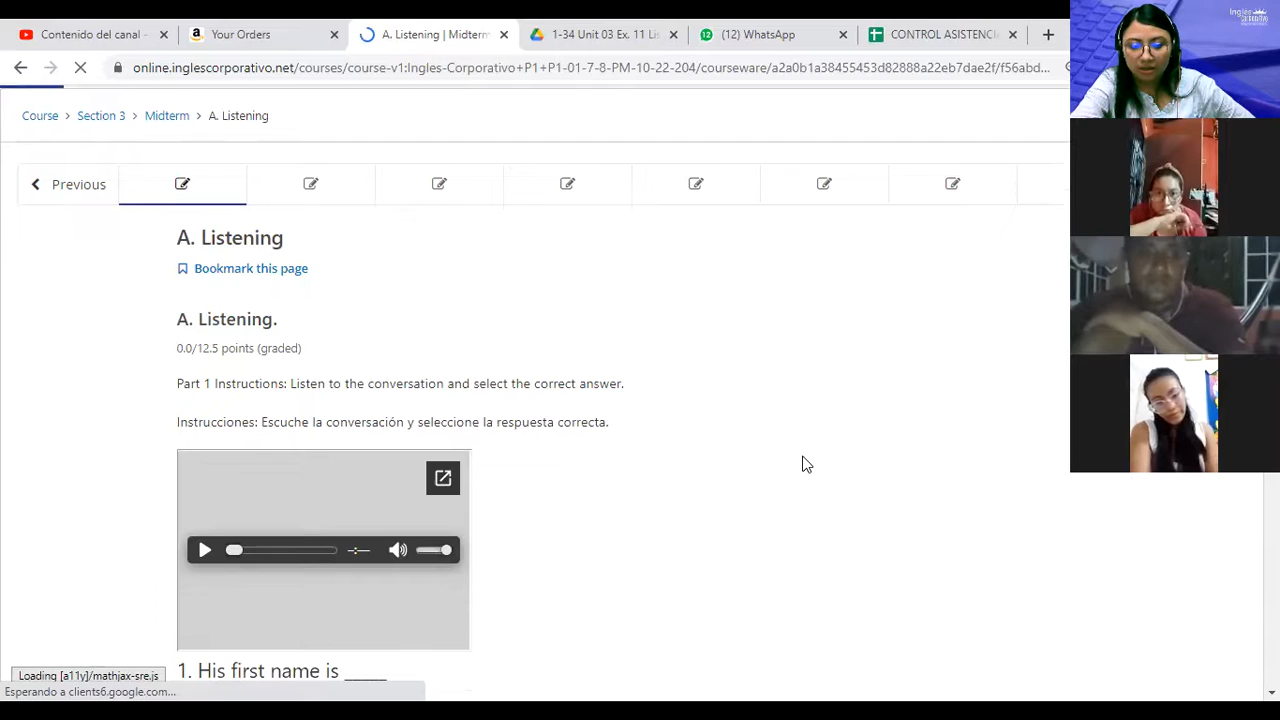 Contenido del canal -
Your Orders
A. Listening | Midterm
I-34 Unit 03 Ex. 11 Lis
(12) WhatsApp
CONTROL ASISTENCI
online.inglescorporativo.net/courses/course-v1:Ingles-Corporativo+P1+P1-01-7-8-PM-10-22-204/courseware/a2a0b1a38455453d82888a22eb7dae2f/f56abd...
Course > Section 3 > Midterm > A. Listening
Previous
A. Listening
Bookmark this page
A. Listening.
0.0/12.5 points (graded)
Part 1 Instructions: Listen to the conversation and select the correct answer.
Instrucciones: Escuche la conversación y seleccione la respuesta correcta.
-:--
1. His first name is _____
Loading [a11y]/mathjax-sre.js
Esperando a clients6.google.com...